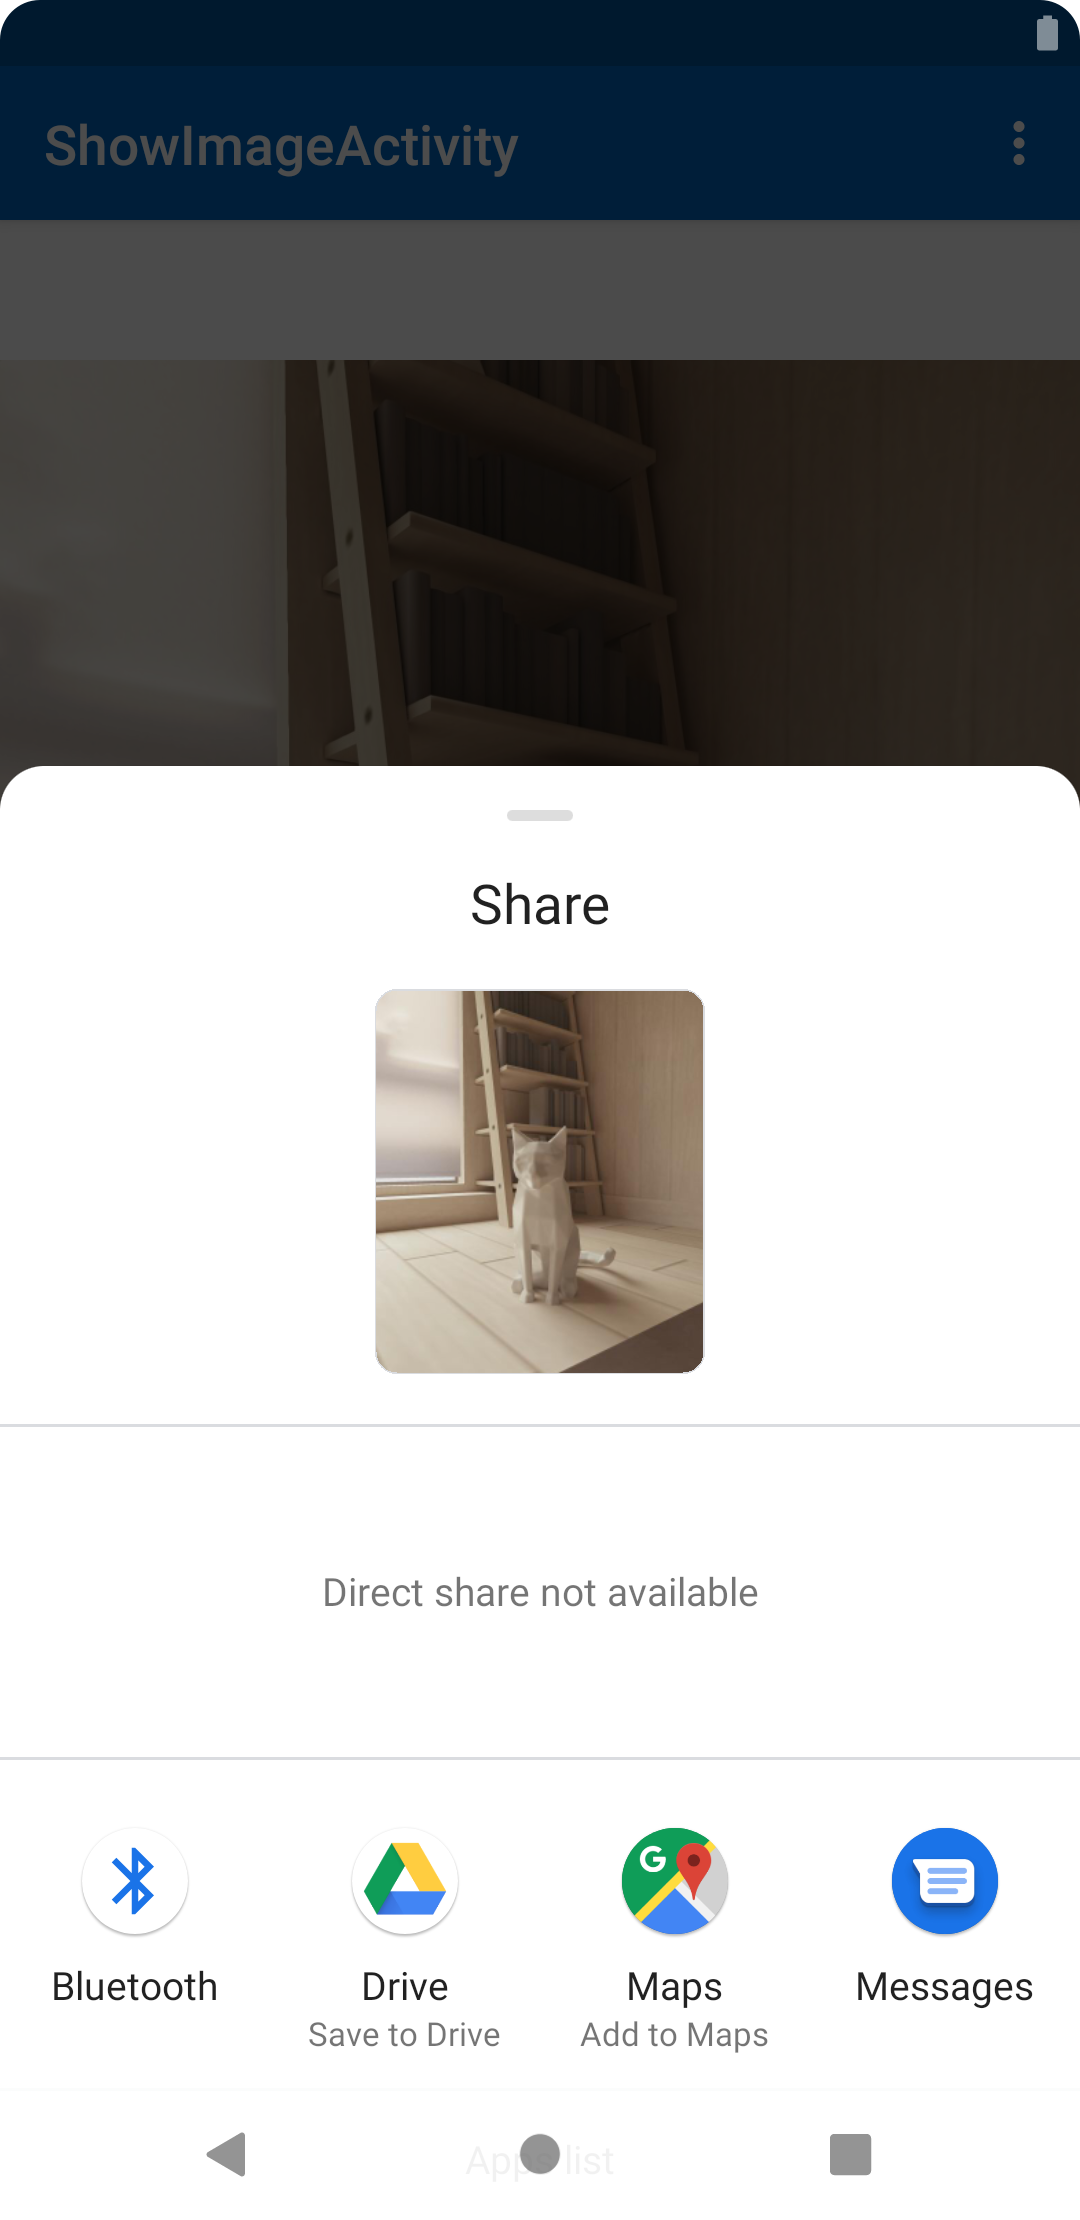 ShowImageActivity
Share
Direct share not available
Bluetooth
Drive
Maps
Messages
Save to Drive
Add to Maps
Apps list